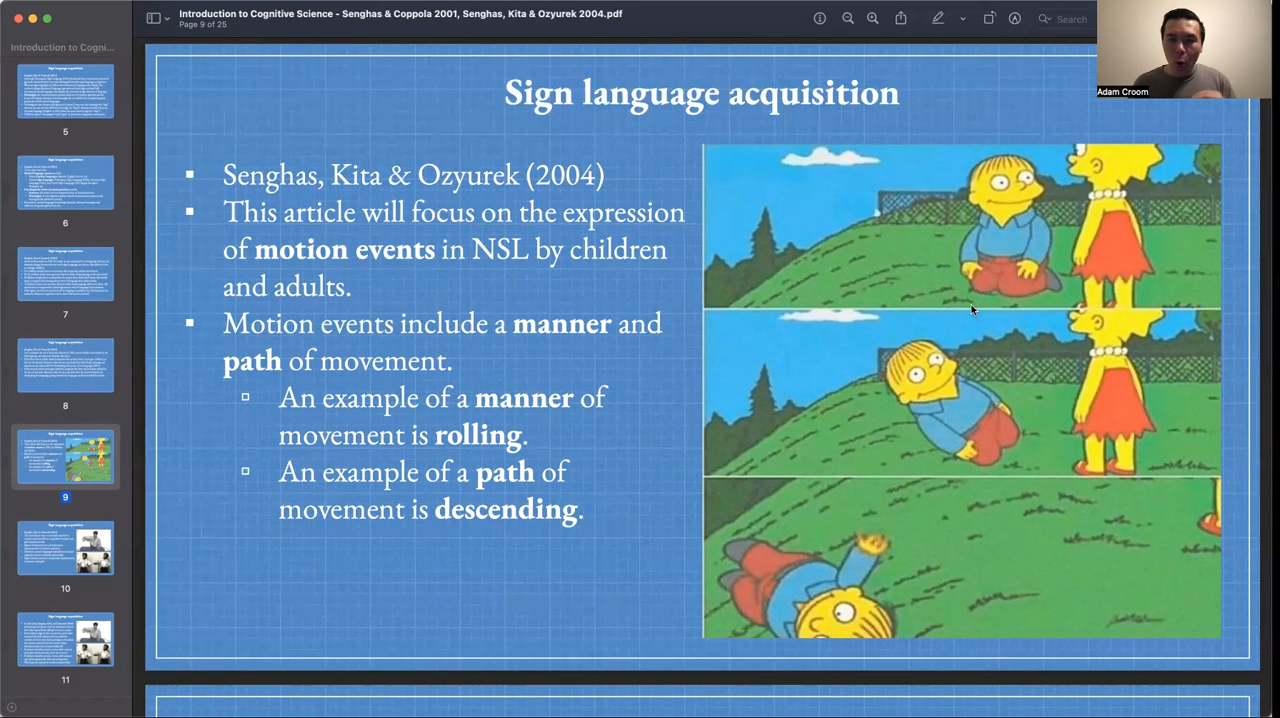 Introduction to Cognitive Science - Senghas & Coppola 2001, Senghas, Kita & Ozyurek 2004.pdf
Page 9 of 25
Search
Adam Croom
Introduction to Cogni...
5
6
7
8
9
10
11
Sign language acquisition
Senghas, Kita & Ozyurek (2004)
This article will focus on the expression
of motion events in NSL by children
and adults.
Motion events include a manner and
path of movement.
An example of a manner of
movement is rolling.
An example of a path of
movement is descending.